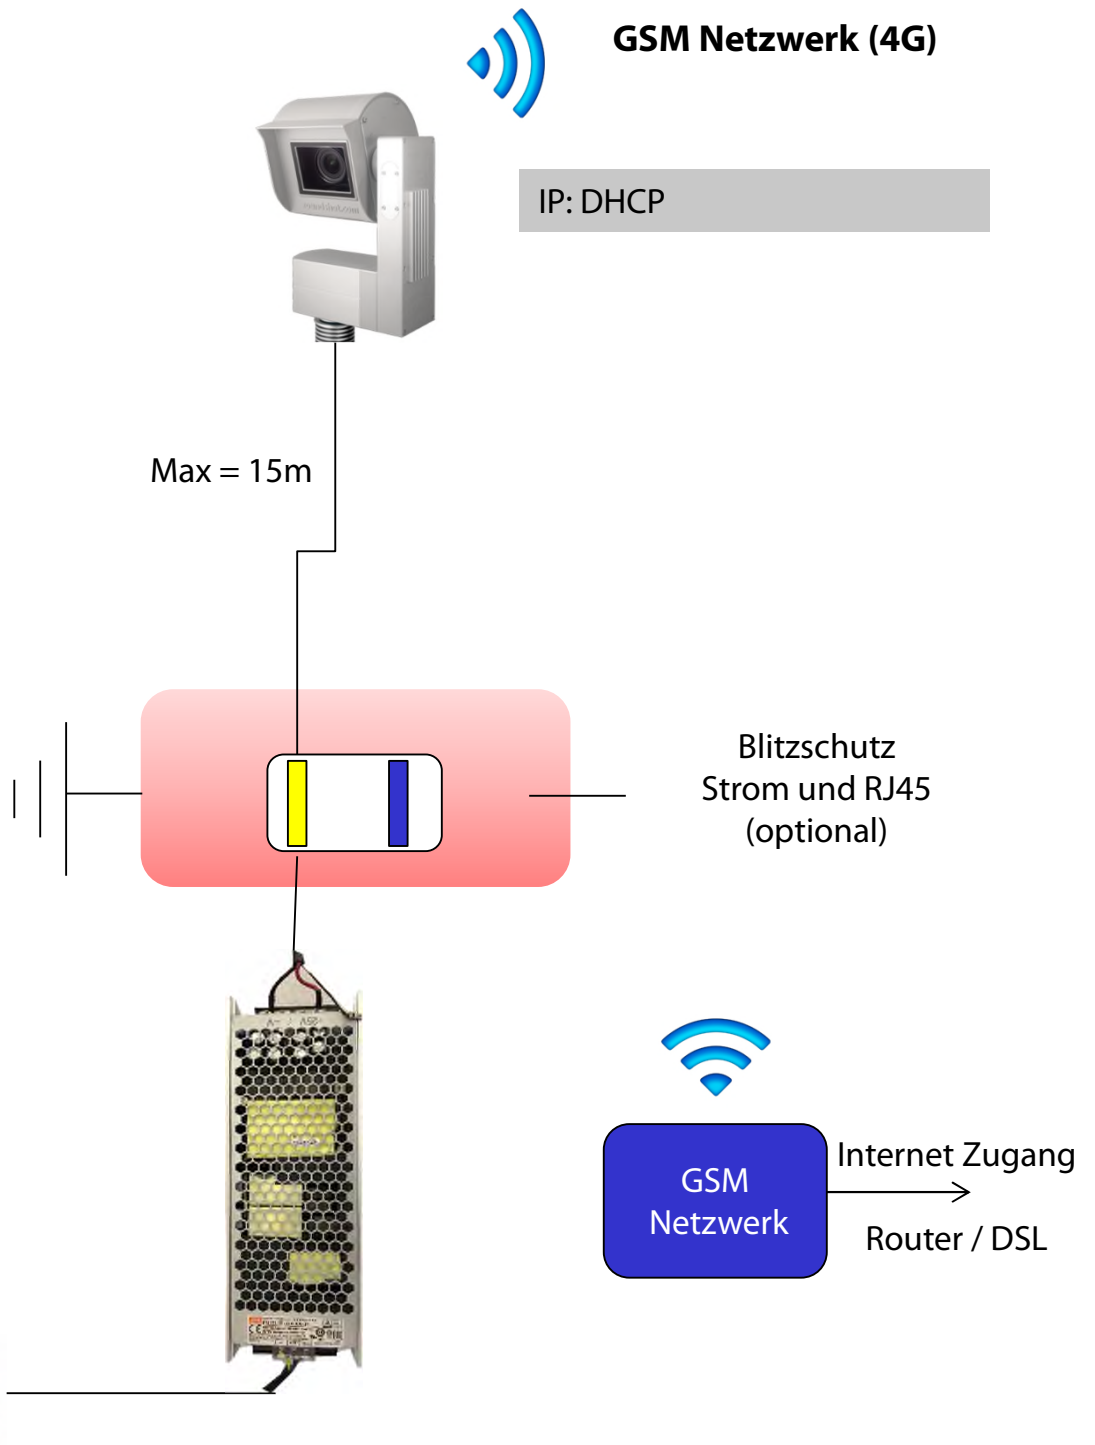 GSM Netzwerk (4G)
IP: DHCP
Max = 15m
Blitzschutz
Strom und RJ45
(optional)
GSM
Netzwerk
Internet Zugang
Router / DSL